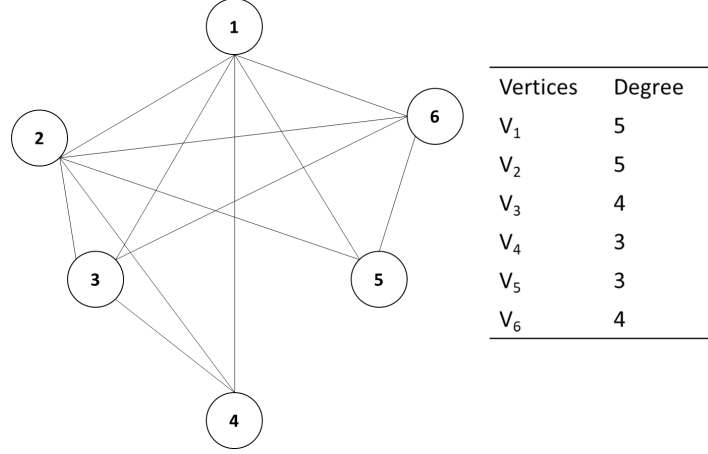 1
2
6
3
5
4
Vertices Degree
V₁ 5
V₂ 5
V₃ 4
V₄ 3
V₅ 3
V₆ 4